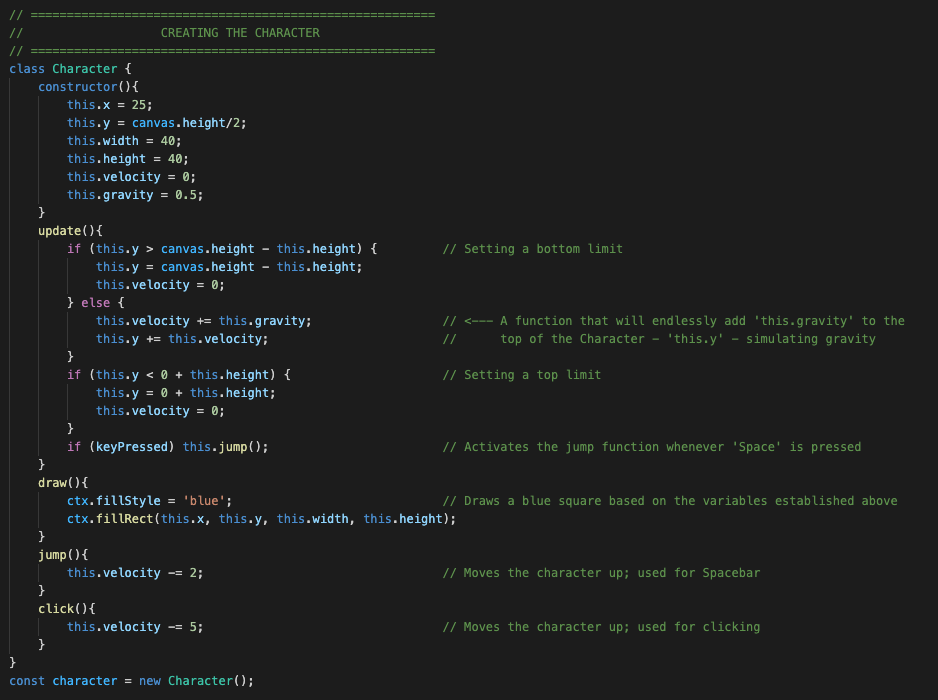 // ========================================================
//                   CREATING THE CHARACTER
// ========================================================
class Character {
    constructor(){
        this.x = 25;
        this.y = canvas.height/2;
        this.width = 40;
        this.height = 40;
        this.velocity = 0;
        this.gravity = 0.5;
    }
    update(){
        if (this.y > canvas.height - this.height) {         // Setting a bottom limit
            this.y = canvas.height - this.height;
            this.velocity = 0;
        } else {
            this.velocity += this.gravity;                  // <--- A function that will endlessly add 'this.gravity' to the
            this.y += this.velocity;                        //      top of the Character - 'this.y' - simulating gravity
        }
        if (this.y < 0 + this.height) {                     // Setting a top limit
            this.y = 0 + this.height;
            this.velocity = 0;
        }
        if (keyPressed) this.jump();                        // Activates the jump function whenever 'Space' is pressed
    }
    draw(){
        ctx.fillStyle = 'blue';                             // Draws a blue square based on the variables established above
        ctx.fillRect(this.x, this.y, this.width, this.height);
    }
    jump(){
        this.velocity -= 2;                                 // Moves the character up; used for Spacebar
    }
    click(){
        this.velocity -= 5;                                 // Moves the character up; used for clicking
    }
}
const character = new Character();